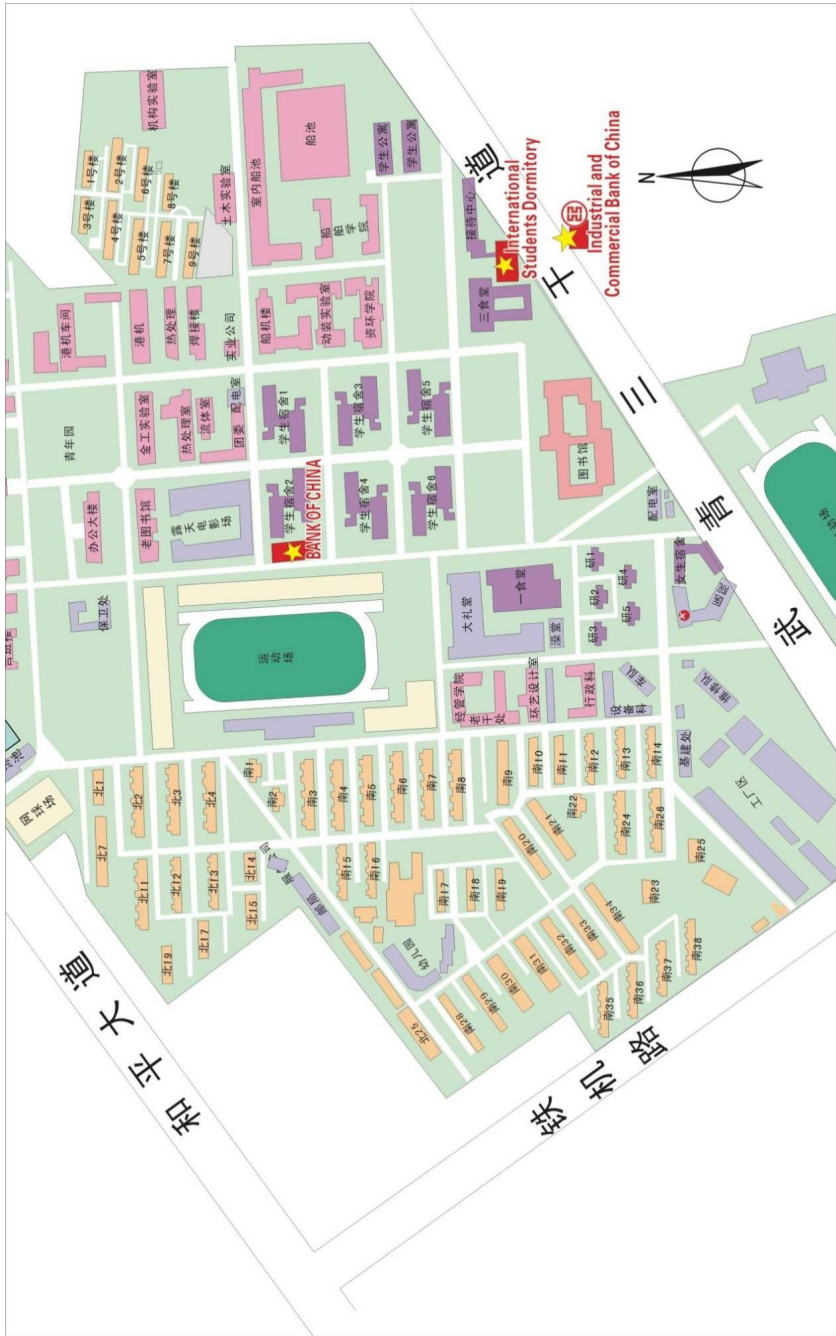 机构实验室
1号楼
2号楼
3号楼
4号楼
5号楼
6号楼
7号楼
8号楼
9号楼
土木实验室
室内船池
船池
船舶学院
学生公寓
学生公寓
接待中心
International
Students Dormitory
Industrial and
Commercial Bank of China
N
三食堂
港机车间
港机
热处理
焊接楼
实业公司
船机楼
动装实验室
资环学院
青年园
金工实验室
热处理室
流体室
团委
配电室
学生宿舍1
学生宿舍3
学生宿舍5
图书馆
办公大楼
老图书馆
露天电影场
学生宿舍2
BANK OF CHINA
学生宿舍4
学生宿舍6
配电室
保卫处
运动场
大礼堂
一食堂
澡堂
研1
研2
研3
研4
研5
女生宿舍
经管学院
老干处
环艺设计室
行政科
设备科
车队
基建处
维修队
工厂区
网球场
北1
北2
北3
北4
北7
北11
北12
北13
北14
北15
北17
北19
北25
邮局
幼儿园
南1
南2
南3
南4
南5
南6
南7
南8
南9
南10
南11
南12
南13
南14
南15
南16
南17
南18
南19
南20
南21
南22
南23
南24
南25
南26
南28
南29
南30
南31
南32
南33
南34
南35
南36
南37
南38
和平大道
铁机路
武青三干道